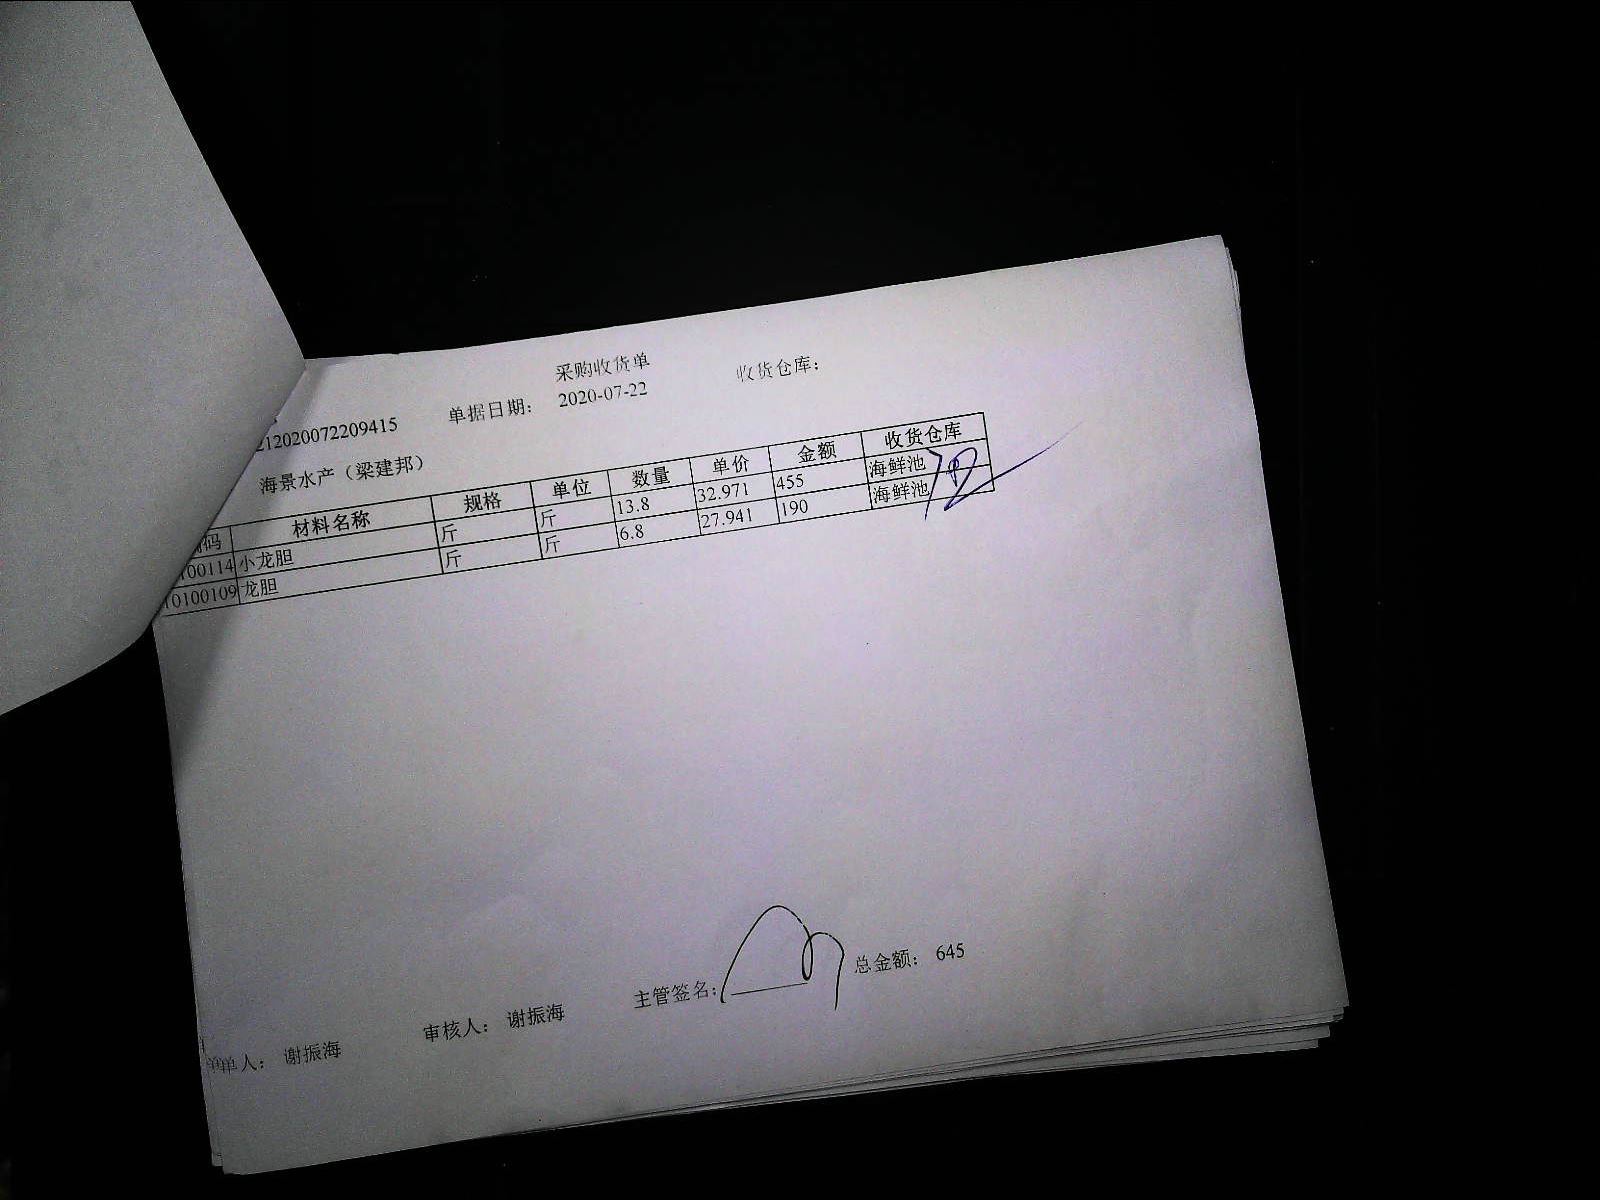 采购收货单
212020072209415 单据日期： 2020-07-22 收货仓库：
海景水产（梁建邦）
码 材料名称 规格 单位 数量 单价 金额 收货仓库
100114 小龙胆 斤 斤 13.8 32.971 455 海鲜池
10100109 龙胆 斤 斤 6.8 27.941 190 海鲜池
单人： 谢振海 审核人： 谢振海 主管签名： 总金额： 645